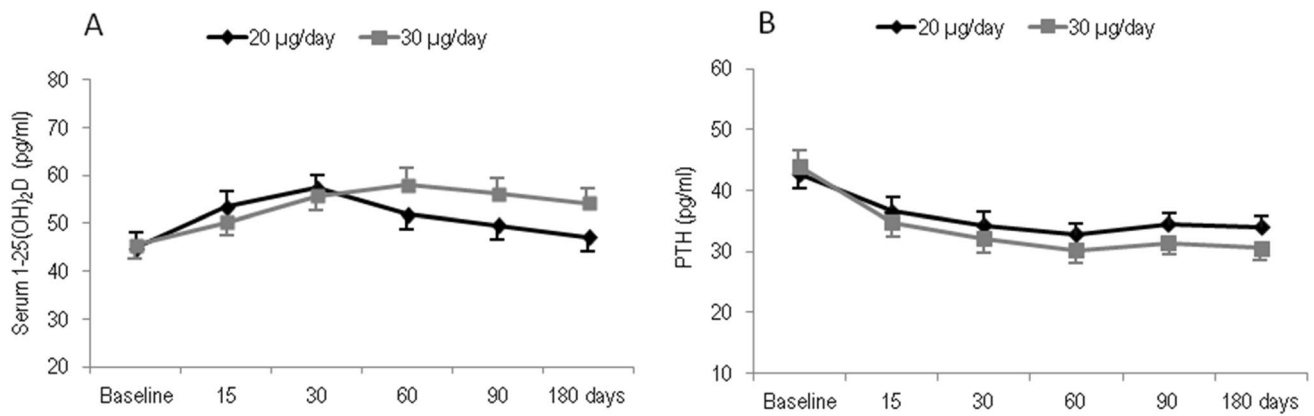 A
20 µg/day 30 µg/day
Serum 1-25(OH)₂D (pg/ml)
80
70
60
50
40
30
20
Baseline 15 30 60 90 180 days
B
20 µg/day 30 µg/day
PTH (pg/ml)
60
50
40
30
20
10
Baseline 15 30 60 90 180 days